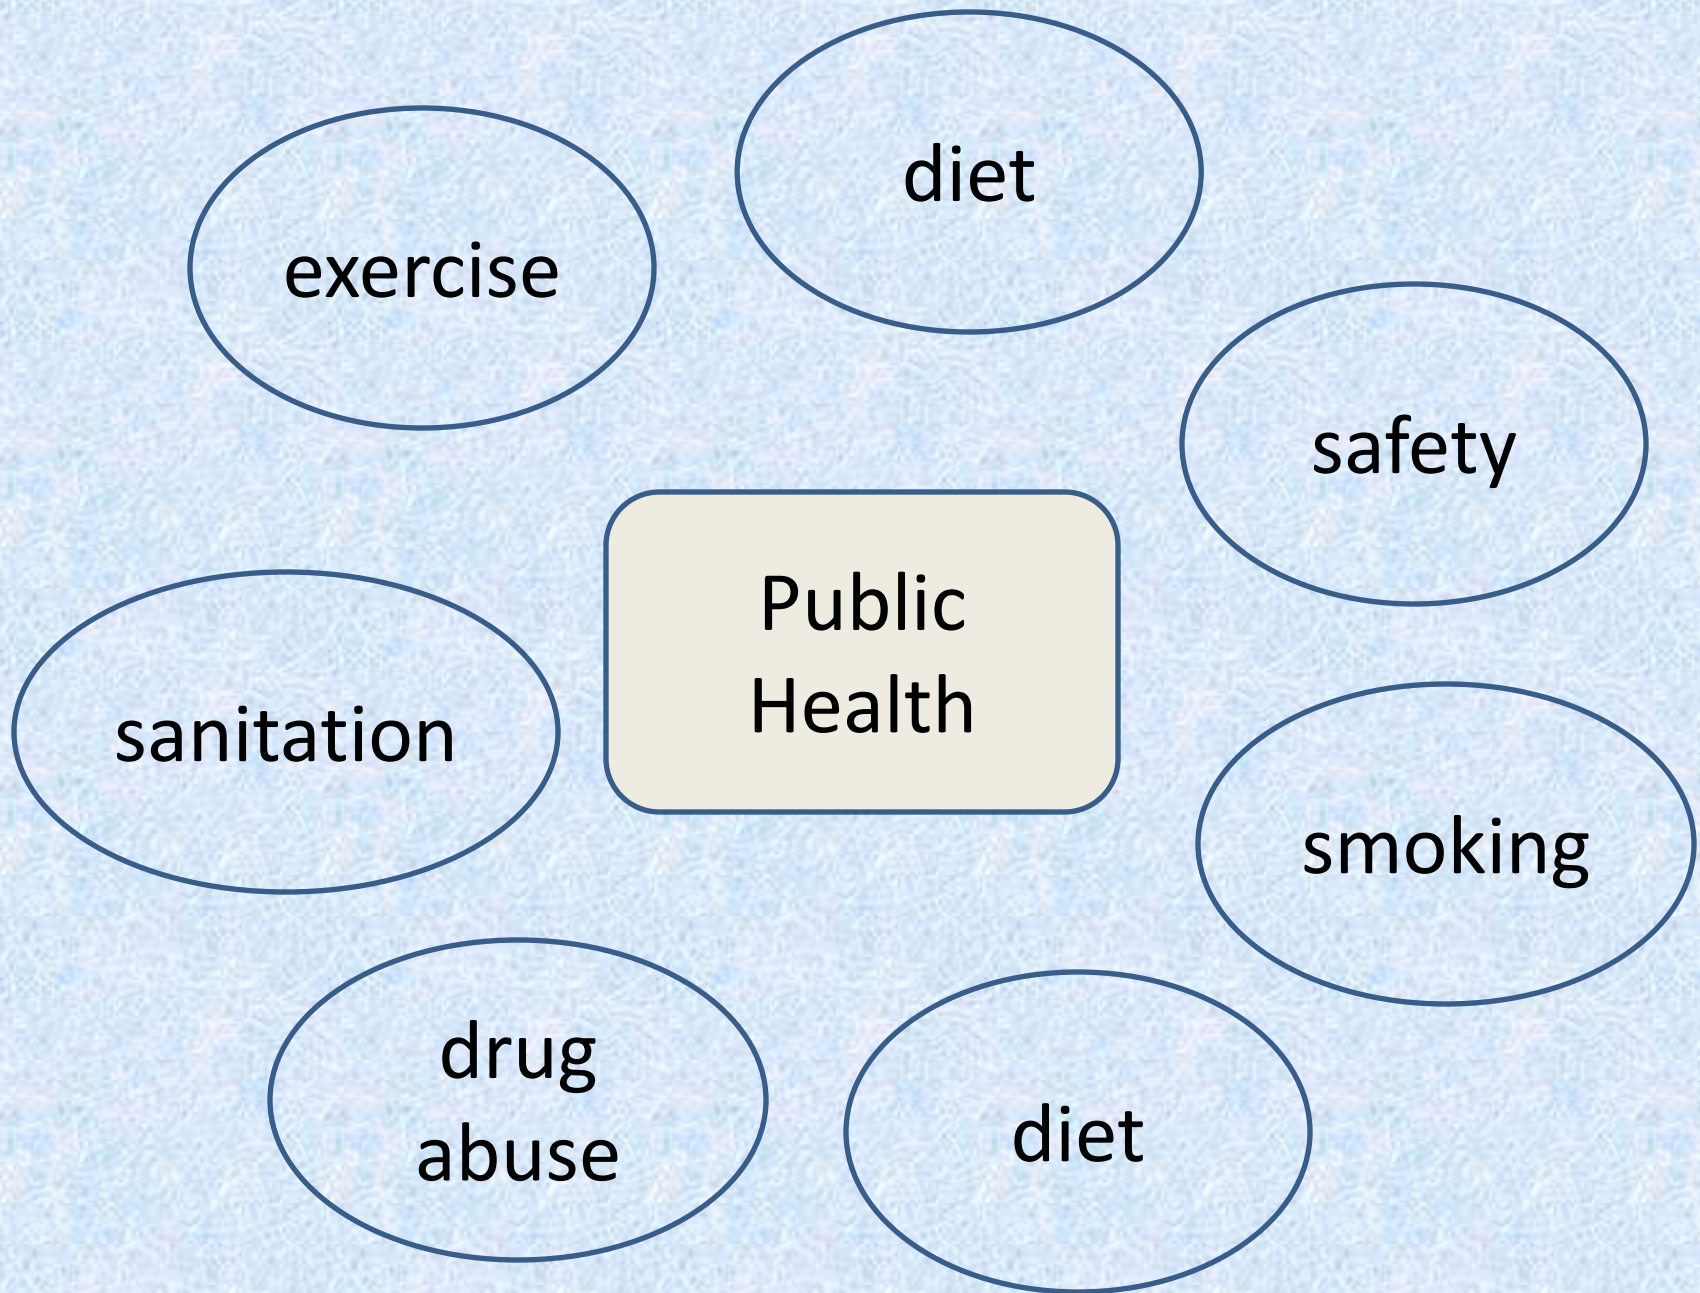 diet
exercise
safety
Public
Health
sanitation
smoking
drug
abuse
diet